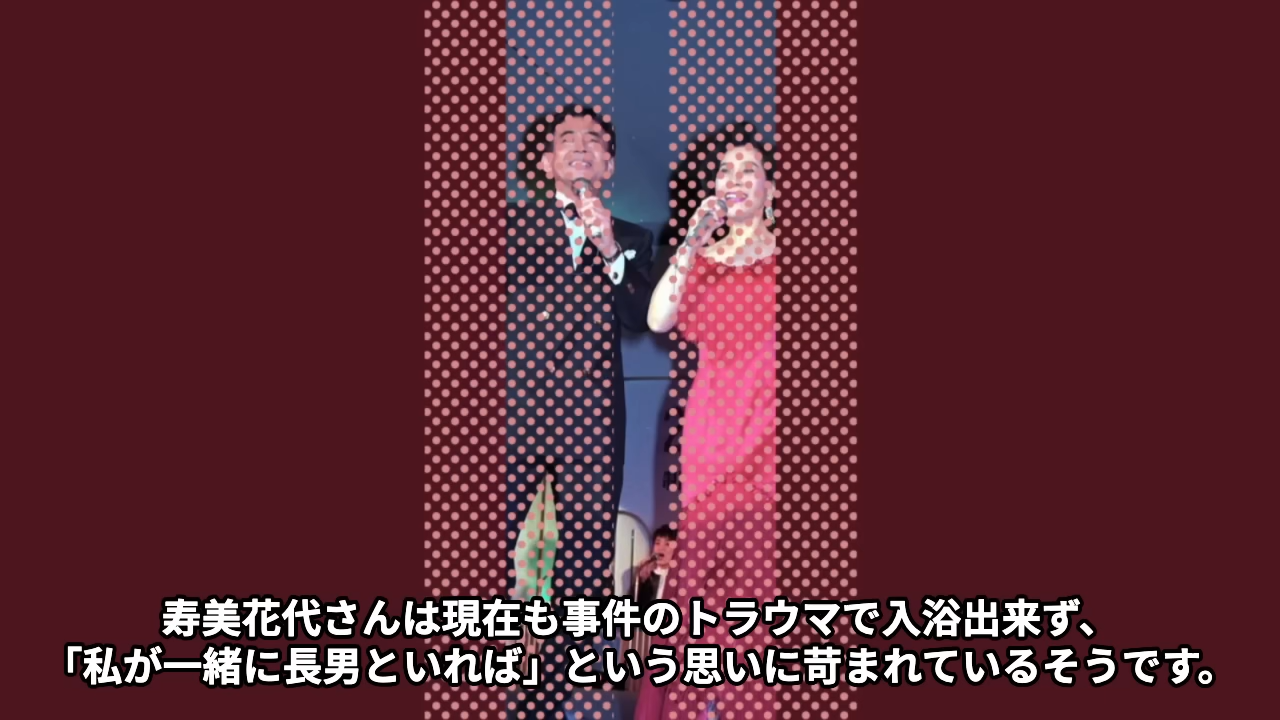 寿美花代さんは現在も事件のトラウマで入浴出来ず、
「私が一緒に長男といれば」という思いに苛まれているそうです。